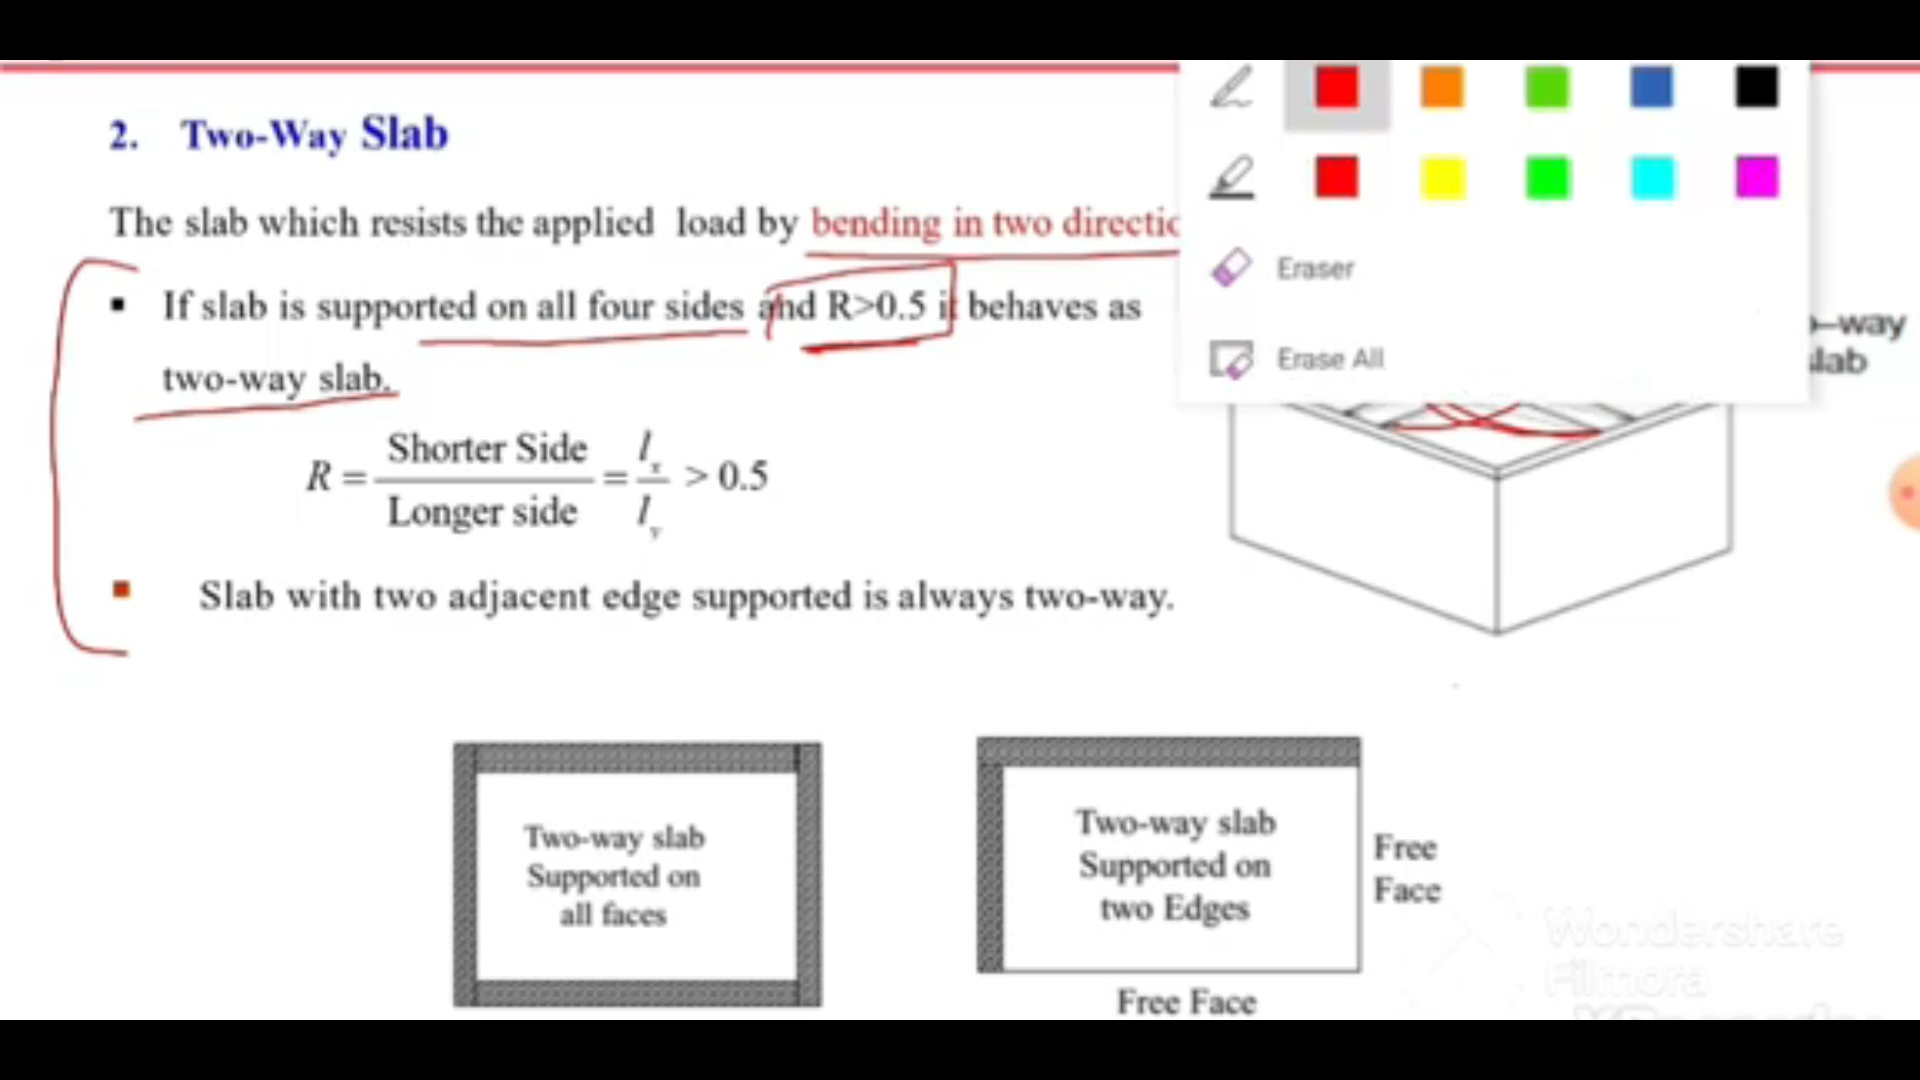 2. Two-Way Slab
The slab which resists the applied load by bending in two directio
▪ If slab is supported on all four sides and R>0.5 it behaves as
two-way slab.
R = Shorter Side / Longer side = lx / ly > 0.5
▪ Slab with two adjacent edge supported is always two-way.
Eraser
Erase All
–way
slab
Two-way slab
Supported on
all faces
Two-way slab
Supported on
two Edges
Free
Face
Free Face
Wondershare
Filmora